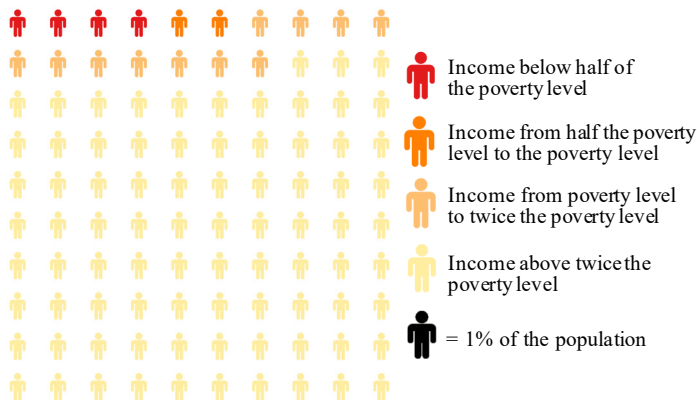 Income below half of
the poverty level
Income from half the poverty
level to the poverty level
Income from poverty level
to twice the poverty level
Income above twice the
poverty level
= 1% of the population